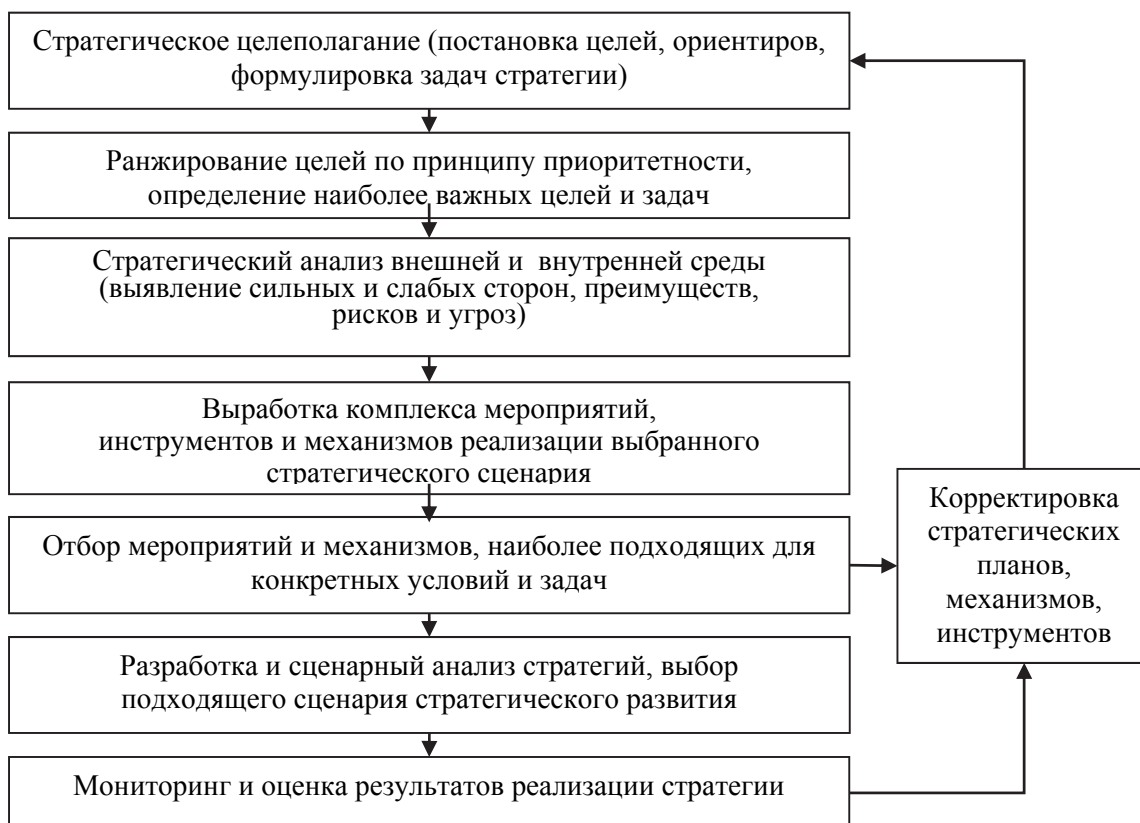 Стратегическое целеполагание (постановка целей, ориентиров,
формулировка задач стратегии)
Ранжирование целей по принципу приоритетности,
определение наиболее важных целей и задач
Стратегический анализ внешней и внутренней среды
(выявление сильных и слабых сторон, преимуществ,
рисков и угроз)
Выработка комплекса мероприятий,
инструментов и механизмов реализации выбранного
стратегического сценария
Отбор мероприятий и механизмов, наиболее подходящих для
конкретных условий и задач
Разработка и сценарный анализ стратегий, выбор
подходящего сценария стратегического развития
Мониторинг и оценка результатов реализации стратегии
Корректировка
стратегических
планов,
механизмов,
инструментов